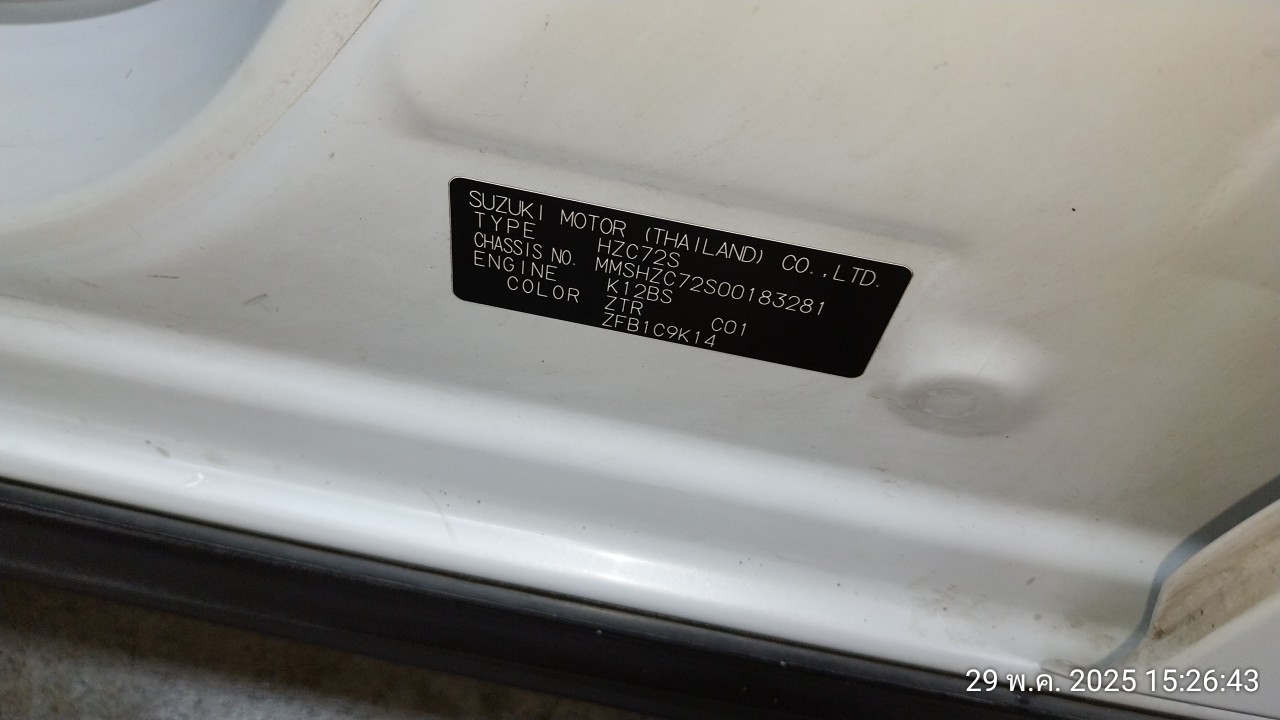 SUZUKI MOTOR (THAILAND) CO.,LTD.
TYPE HZC72S
CHASSIS NO. MMSHZC72S00183281
ENGINE K12BS
COLOR ZTR C01
ZFB1C9K14
29 พ.ค. 2025 15:26:43